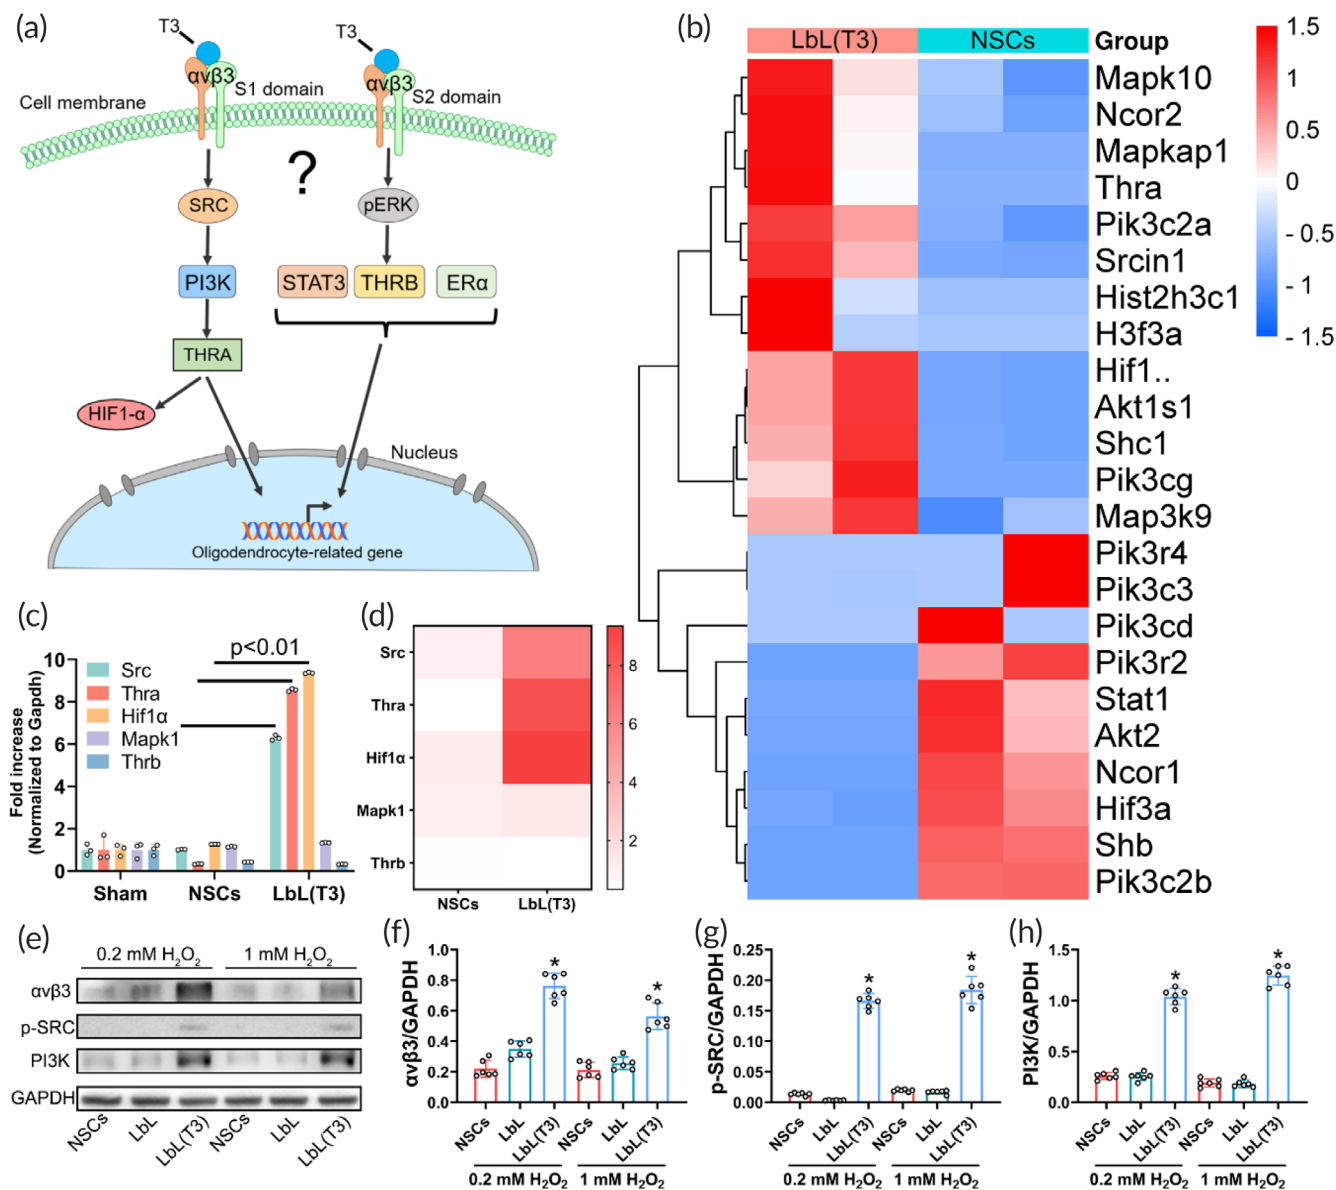 (a)
T3
T3
αvβ3
αvβ3
S1 domain
S2 domain
Cell membrane
?
SRC
pERK
PI3K
STAT3
THRB
ERα
THRA
HIF1-α
Nucleus
Oligodendrocyte-related gene
(b)
LbL(T3) NSCs Group
Mapk10
Ncor2
Mapkap1
Thra
Pik3c2a
Srcin1
Hist2h3c1
H3f3a
Hif1..
Akt1s1
Shc1
Pik3cg
Map3k9
Pik3r4
Pik3c3
Pik3cd
Pik3r2
Stat1
Akt2
Ncor1
Hif3a
Shb
Pik3c2b
1.5
1
0.5
0
- 0.5
- 1
- 1.5
(c)
Fold increase
(Normalized to Gapdh)
10
8
6
4
2
0
Src
Thra
Hif1α
Mapk1
Thrb
p<0.01
Sham NSCs LbL(T3)
(d)
Src
Thra
Hif1α
Mapk1
Thrb
NSCs LbL(T3)
8
6
4
2
(e)
0.2 mM H₂O₂ 1 mM H₂O₂
αvβ3
p-SRC
PI3K
GAPDH
NSCs LbL LbL(T3) NSCs LbL LbL(T3)
(f)
αvβ3/GAPDH
1.0
0.8
0.6
0.4
0.2
0.0
* *
NSCs LbL LbL(T3) NSCs LbL LbL(T3)
0.2 mM H₂O₂ 1 mM H₂O₂
(g)
p-SRC/GAPDH
0.25
0.20
0.15
0.10
0.05
0.00
* *
NSCs LbL LbL(T3) NSCs LbL LbL(T3)
0.2 mM H₂O₂ 1 mM H₂O₂
(h)
PI3K/GAPDH
1.5
1.0
0.5
0.0
* *
NSCs LbL LbL(T3) NSCs LbL LbL(T3)
0.2 mM H₂O₂ 1 mM H₂O₂